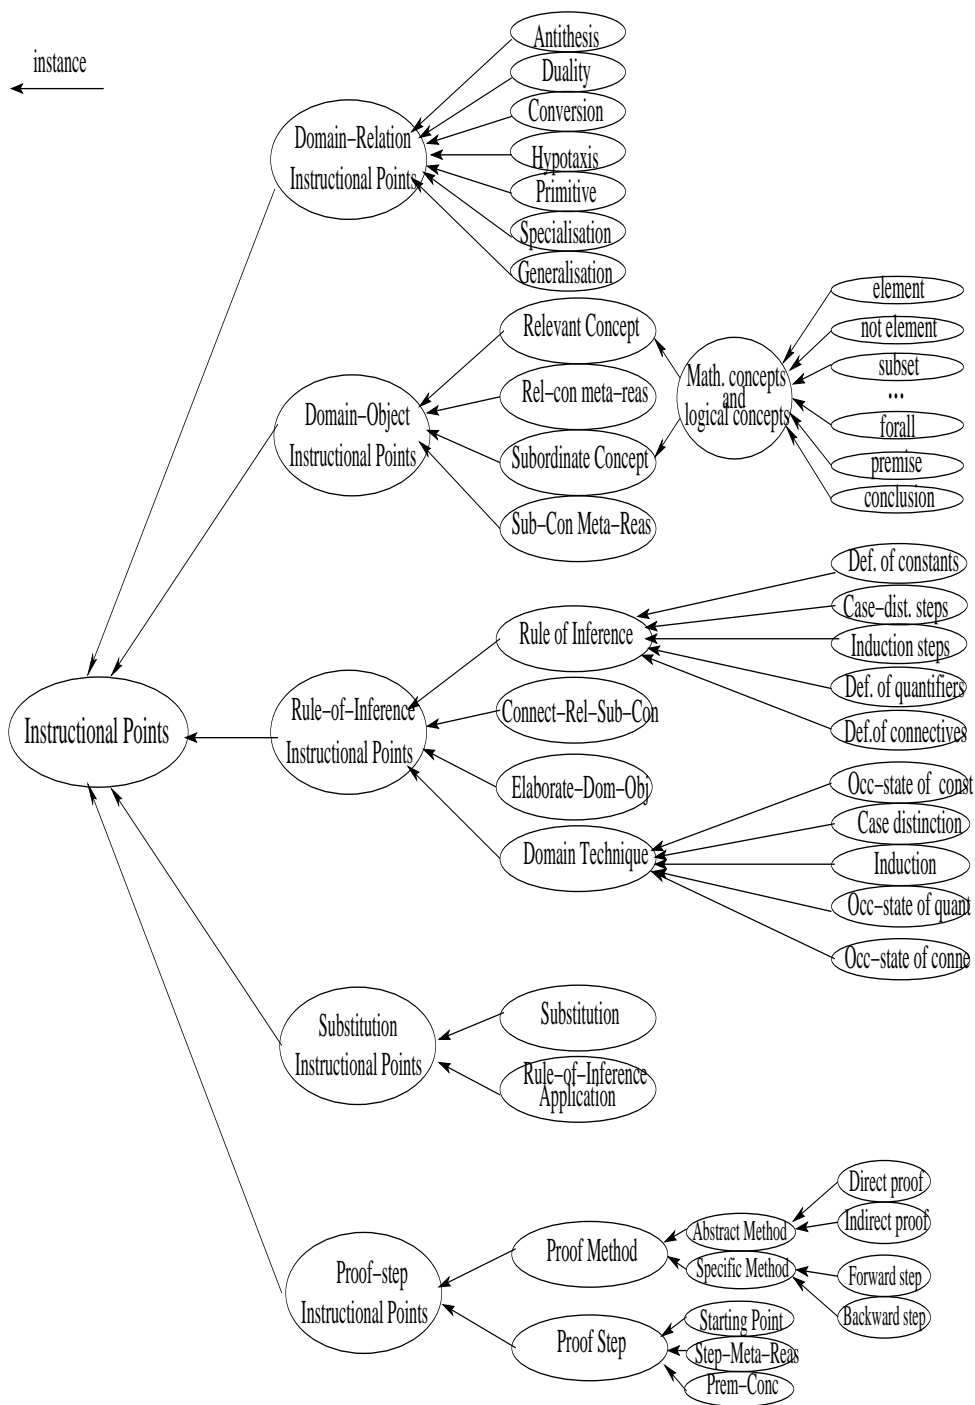 instance
Antithesis
Duality
Conversion
Hypotaxis
Primitive
Specialisation
Generalisation
Domain-Relation
Instructional Points
Relevant Concept
Rel-con meta-reas
Subordinate Concept
Sub-Con Meta-Reas
Domain-Object
Instructional Points
Math. concepts
and
logical concepts
element
not element
subset
...
forall
premise
conclusion
Instructional Points
Rule-of-Inference
Instructional Points
Rule of Inference
Connect-Rel-Sub-Con
Elaborate-Dom-Obj
Domain Technique
Def. of constants
Case-dist. steps
Induction steps
Def. of quantifiers
Def.of connectives
Occ-state of const
Case distinction
Induction
Occ-state of quant
Occ-state of conne
Substitution
Instructional Points
Substitution
Rule-of-Inference
Application
Proof-step
Instructional Points
Proof Method
Proof Step
Abstract Method
Specific Method
Direct proof
Indirect proof
Forward step
Backward step
Starting Point
Step-Meta-Reas
Prem-Conc